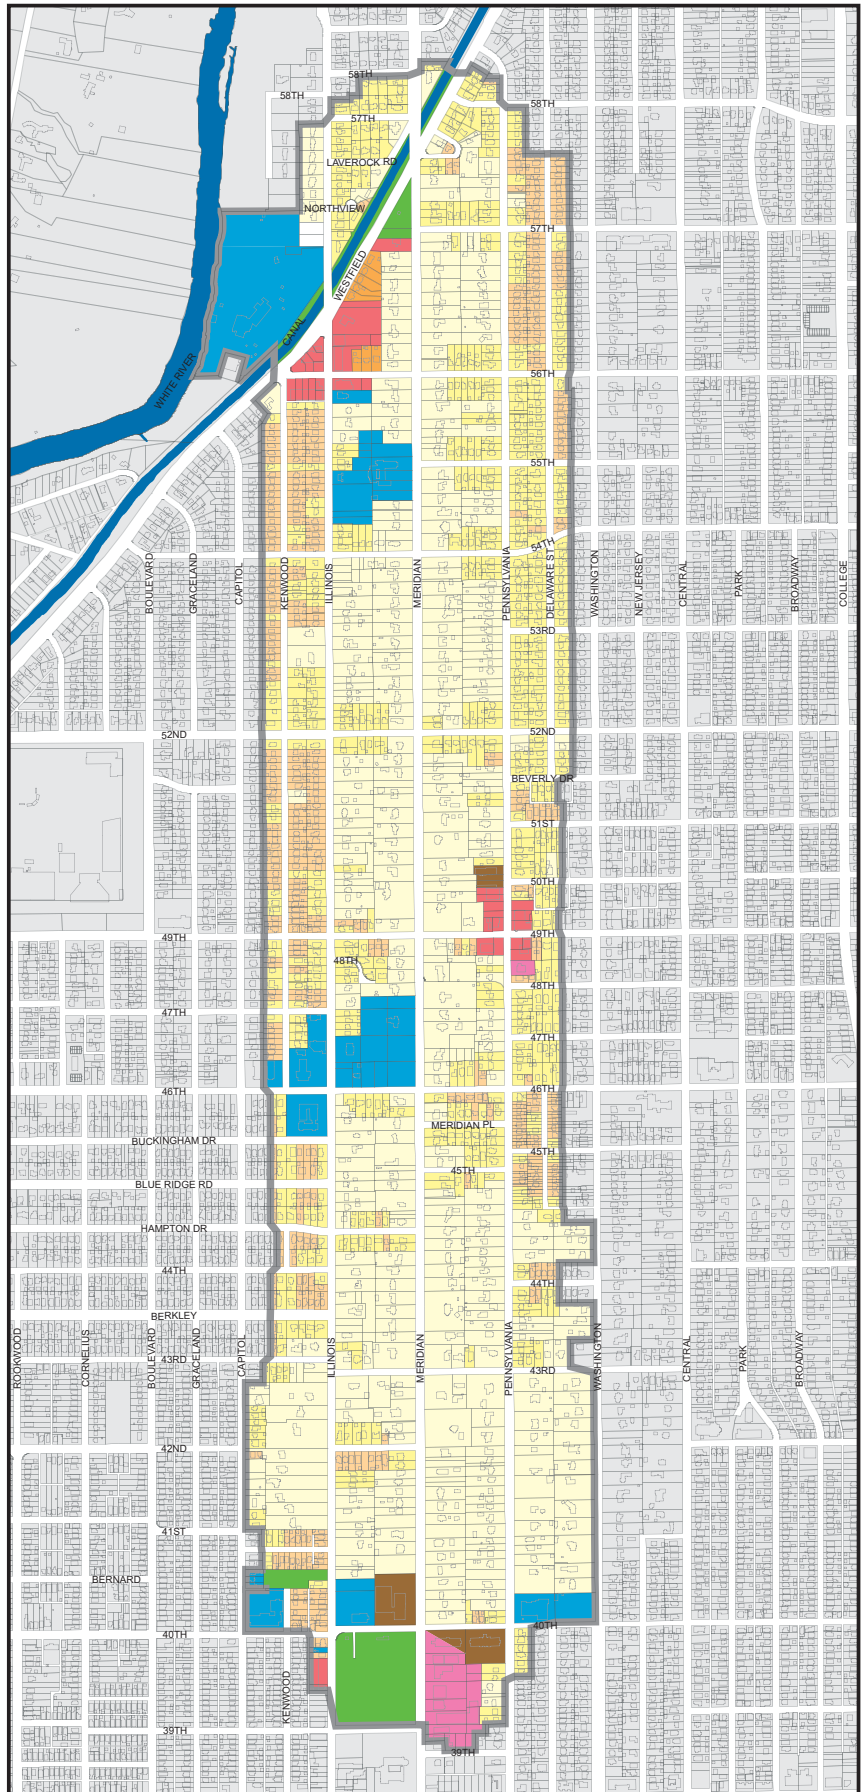 58TH
58TH
58TH
57TH
LAVEROCK RD
NORTHVIEW
57TH
WESTFIELD
CANAL
WHITE RIVER
56TH
55TH
54TH
BOULEVARD
GRACELAND
CAPITOL
KENWOOD
ILLINOIS
MERIDIAN
PENNSYLVANIA
DELAWARE ST
WASHINGTON
NEW JERSEY
CENTRAL
PARK
BROADWAY
COLLEGE
53RD
52ND
52ND
BEVERLY DR
51ST
50TH
49TH
49TH
48TH
48TH
47TH
47TH
46TH
46TH
MERIDIAN PL
BUCKINGHAM DR
45TH
45TH
BLUE RIDGE RD
HAMPTON DR
44TH
44TH
BERKLEY
ROCKWOOD
CORNELIUS
BOULEVARD
GRACELAND
CAPITOL
ILLINOIS
MERIDIAN
PENNSYLVANIA
WASHINGTON
CENTRAL
PARK
BROADWAY
43RD
43RD
42ND
41ST
BERNARD
40TH
40TH
KENWOOD
39TH
39TH